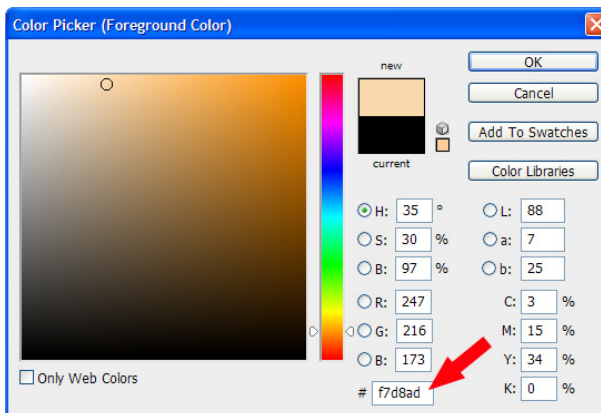 Color Picker (Foreground Color)
new
current
OK
Cancel
Add To Swatches
Color Libraries
H: 35 °
S: 30 %
B: 97 %
R: 247
G: 216
B: 173
# f7d8ad
L: 88
a: 7
b: 25
C: 3 %
M: 15 %
Y: 34 %
K: 0 %
Only Web Colors